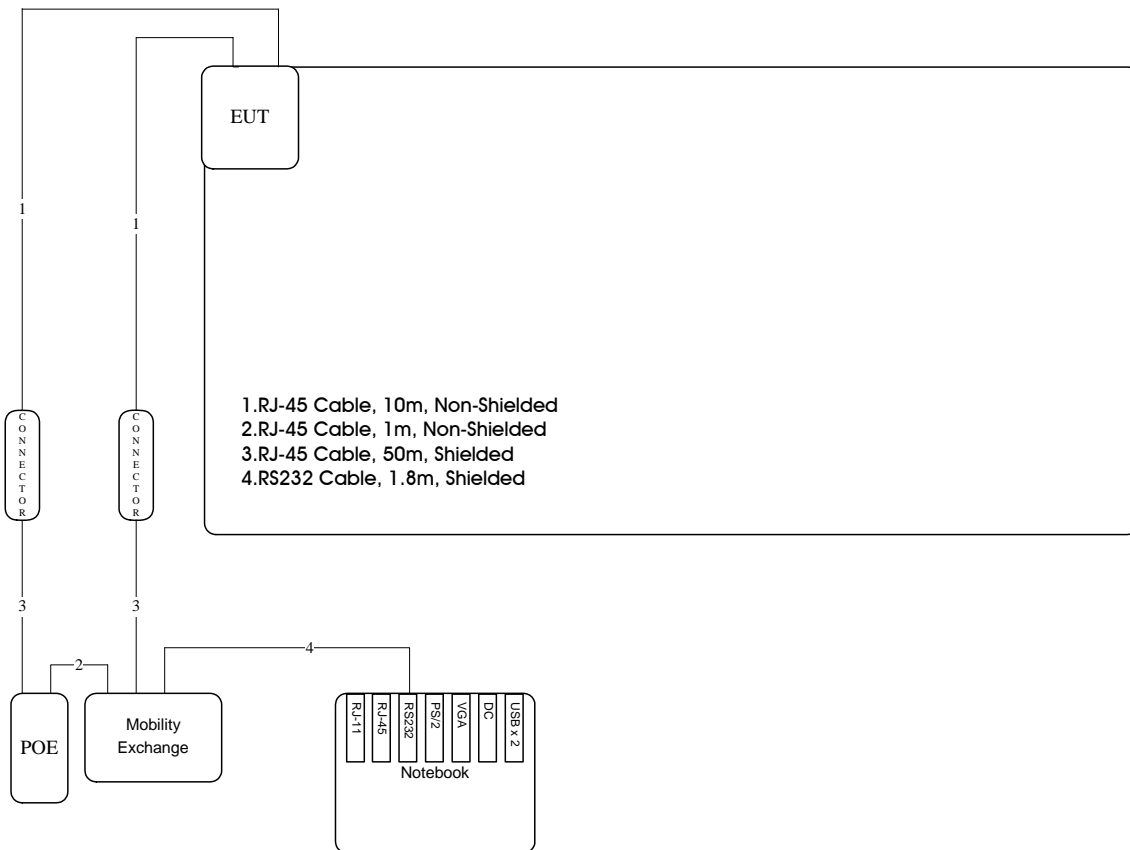 EUT
1
1
1.RJ-45 Cable, 10m, Non-Shielded
2.RJ-45 Cable, 1m, Non-Shielded
3.RJ-45 Cable, 50m, Shielded
4.RS232 Cable, 1.8m, Shielded
CONNECTOR
CONNECTOR
3
3
2
4
POE
Mobility
Exchange
RJ-11
RJ-45
RS232
PS/2
VGA
DC
USB x 2
Notebook